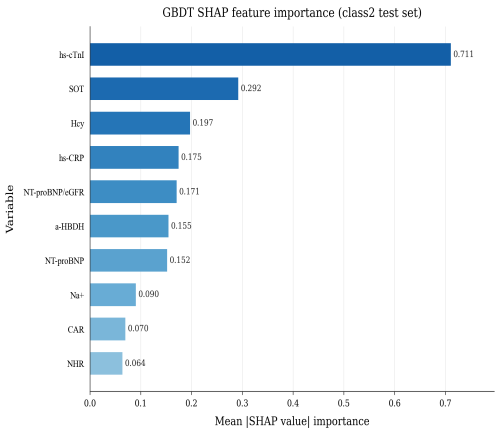 GBDT SHAP feature importance (class2 test set)
hs-cTnI 0.711
SOT 0.292
Hcy 0.197
hs-CRP 0.175
NT-proBNP/eGFR 0.171
a-HBDH 0.155
NT-proBNP 0.152
Na+ 0.090
CAR 0.070
NHR 0.064
Variable
0.0 0.1 0.2 0.3 0.4 0.5 0.6 0.7
Mean |SHAP value| importance